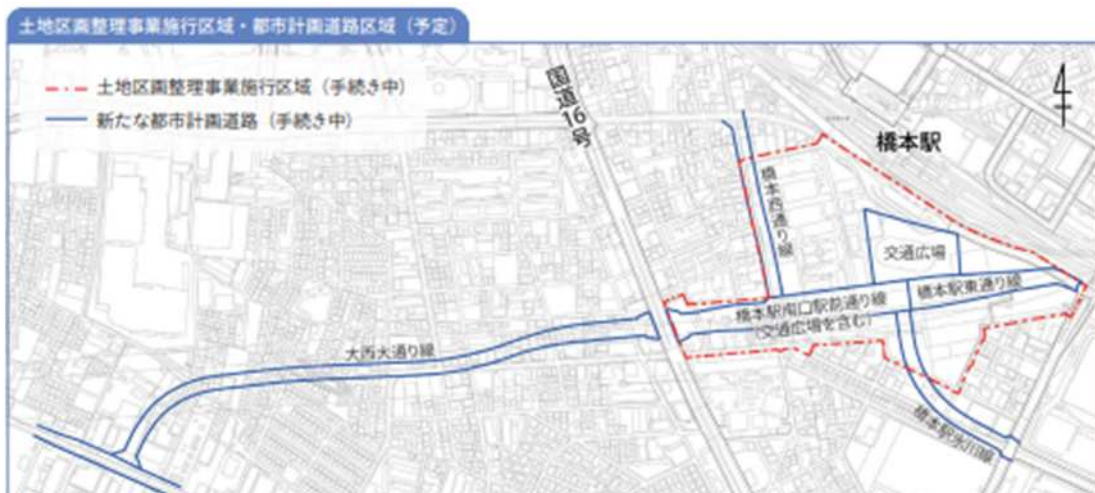 土地区画整理事業施行区域・都市計画道路区域（予定）
土地区画整理事業施行区域（手続き中）
新たな都市計画道路（手続き中）
国道16号
橋本駅
橋本西通り線
交通広場
橋本駅東通り線
橋本駅南口駅前通り線
（交通広場を含む）
大西大通り線
橋本駅氷川線